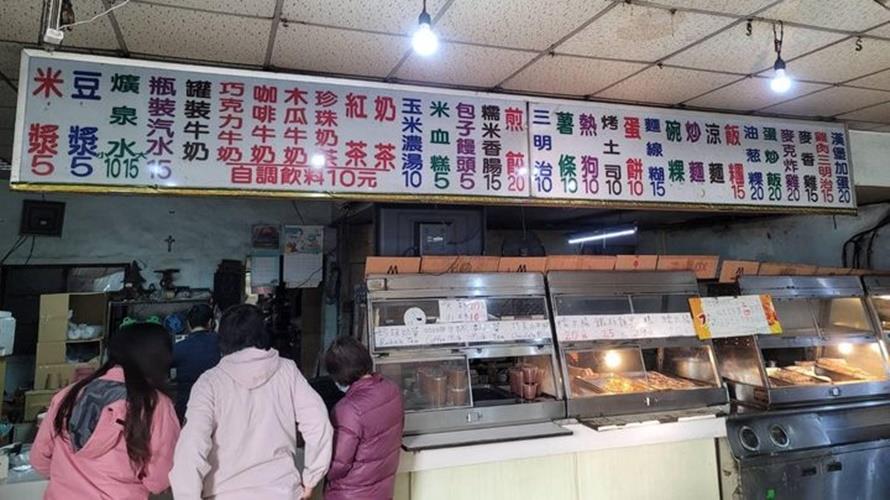 米漿5
豆漿5
礦泉水小10大15
瓶裝汽水15
罐裝牛奶
巧克力牛奶
咖啡牛奶
木瓜牛奶
珍珠奶茶
紅茶
奶茶
自調飲料10元
玉米濃湯10
米血糕5
包子饅頭5
糯米香腸15
煎餃20
三明治10
薯條10
熱狗10
烤土司10
蛋餅10
麵線糊15
碗粿
炒麵
涼麵
飯糰15
油蔥粿20
蛋炒飯20
麥克炸雞20
麥香雞20
雞肉三明治15
漢堡加蛋20